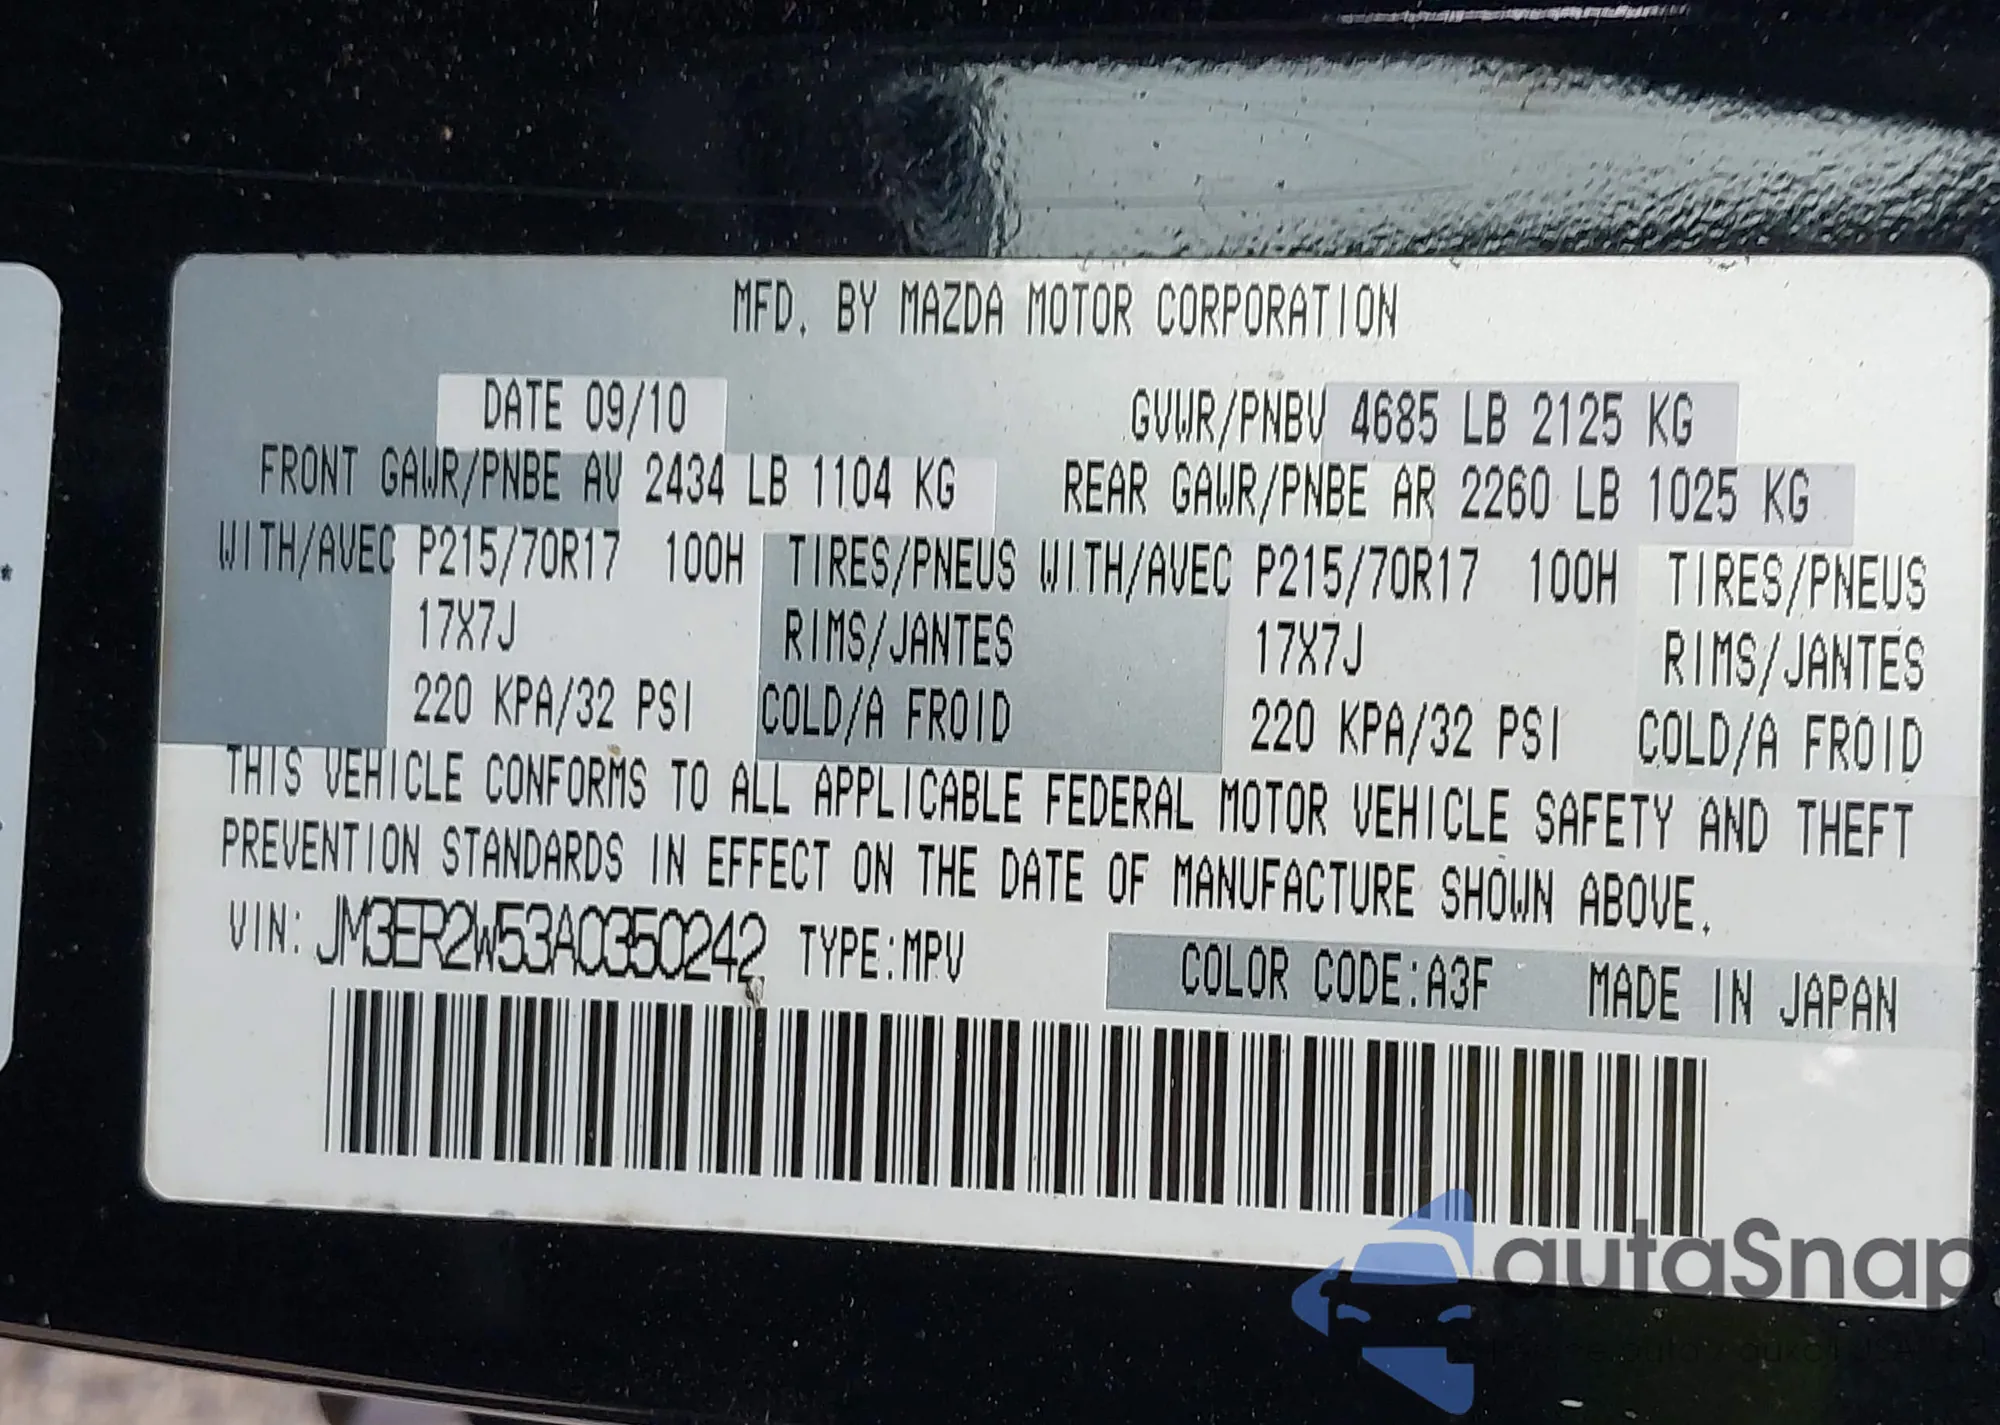 MFD. BY MAZDA MOTOR CORPORATION
DATE 09/10 GVWR/PNBV 4685 LB 2125 KG
FRONT GAWR/PNBE AV 2434 LB 1104 KG REAR GAWR/PNBE AR 2260 LB 1025 KG
WITH/AVEC P215/70R17 100H TIRES/PNEUS WITH/AVEC P215/70R17 100H TIRES/PNEUS
17X7J RIMS/JANTES 17X7J RIMS/JANTES
220 KPA/32 PSI COLD/A FROID 220 KPA/32 PSI COLD/A FROID
THIS VEHICLE CONFORMS TO ALL APPLICABLE FEDERAL MOTOR VEHICLE SAFETY AND THEFT
PREVENTION STANDARDS IN EFFECT ON THE DATE OF MANUFACTURE SHOWN ABOVE.
VIN: JM3ER2W53A0350242 TYPE:MPV COLOR CODE:A3F MADE IN JAPAN
autaSnap